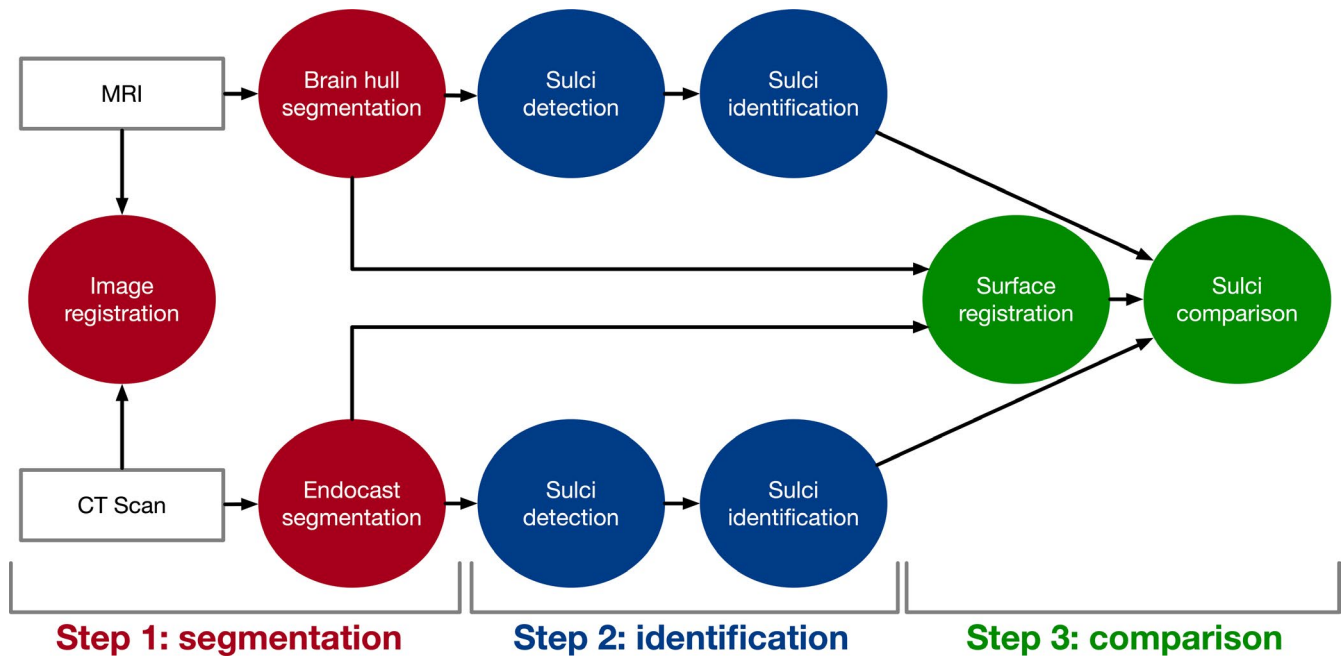 MRI
Brain hull
segmentation
Sulci
detection
Sulci
identification
Image
registration
Surface
registration
Sulci
comparison
CT Scan
Endocast
segmentation
Sulci
detection
Sulci
identification
Step 1: segmentation
Step 2: identification
Step 3: comparison